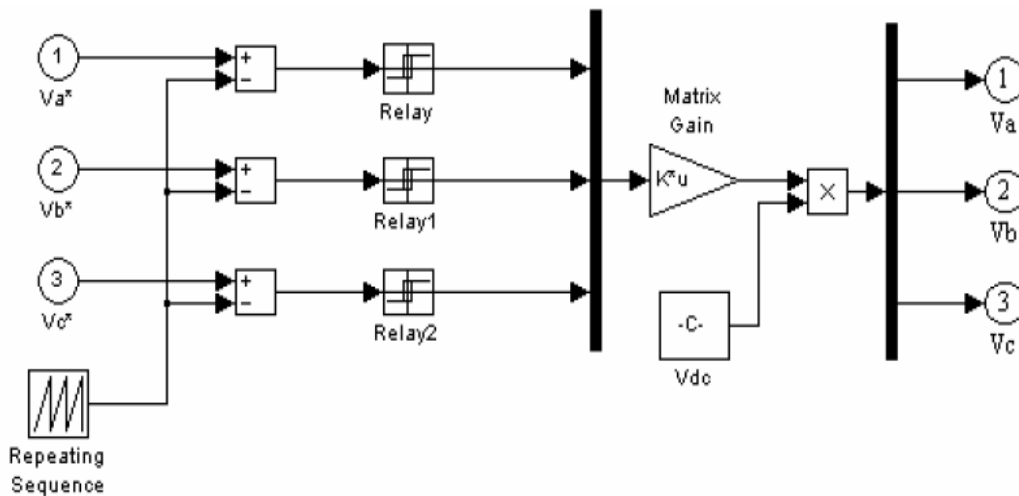 1
Va*
+
−
Relay
2
Vb*
+
−
Relay1
3
Vc*
+
−
Relay2
Repeating
Sequence
Matrix
Gain
K*u
-C-
Vdc
×
1
Va
2
Vb
3
Vc